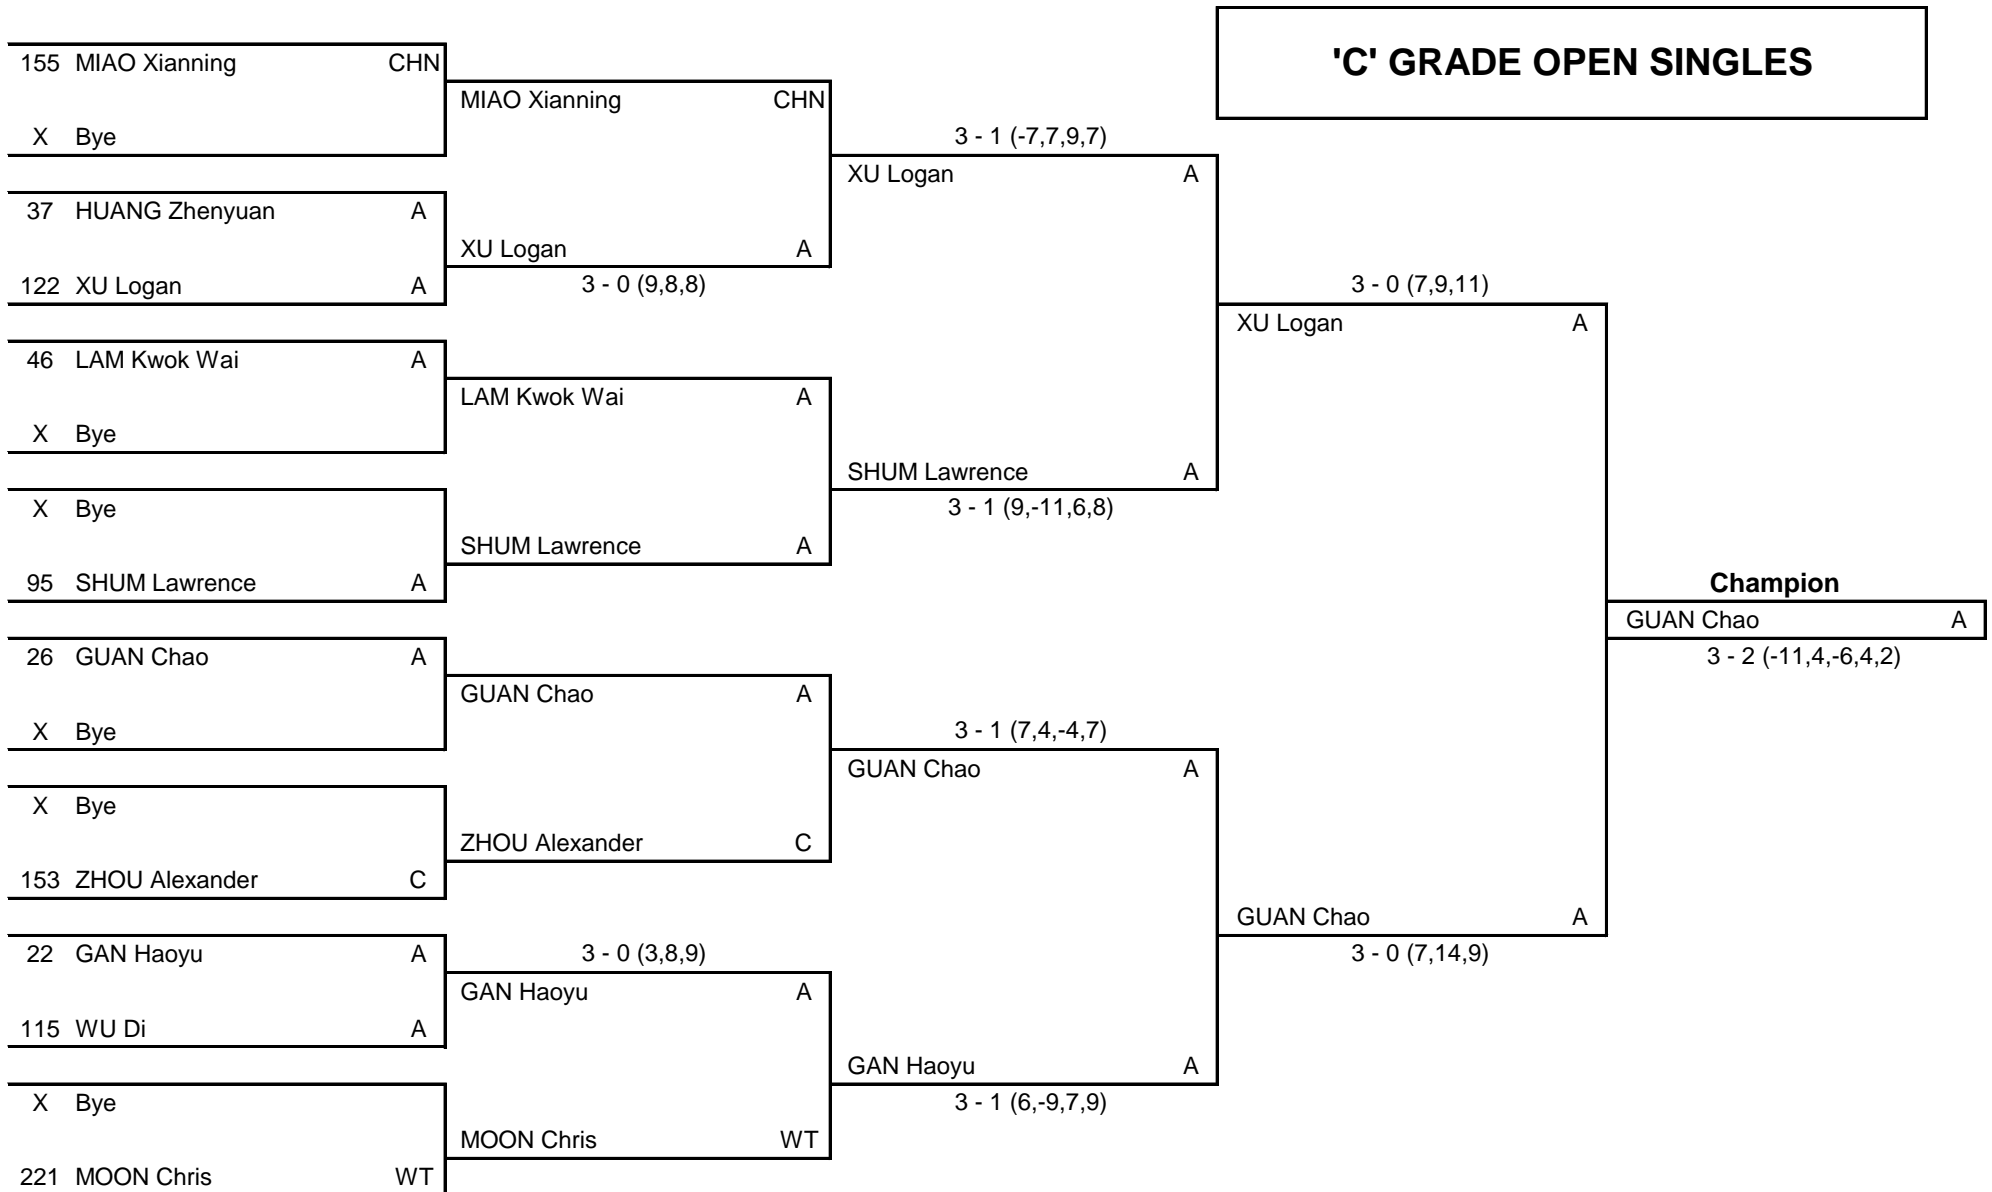 'C' GRADE OPEN SINGLES
155 MIAO Xianning CHN
MIAO Xianning CHN
X Bye
3 - 1 (-7,7,9,7)
XU Logan A
37 HUANG Zhenyuan A
XU Logan A
122 XU Logan A
3 - 0 (9,8,8)
3 - 0 (7,9,11)
XU Logan A
46 LAM Kwok Wai A
LAM Kwok Wai A
X Bye
SHUM Lawrence A
X Bye
3 - 1 (9,-11,6,8)
SHUM Lawrence A
95 SHUM Lawrence A
Champion
GUAN Chao A
26 GUAN Chao A
3 - 2 (-11,4,-6,4,2)
GUAN Chao A
X Bye
3 - 1 (7,4,-4,7)
GUAN Chao A
X Bye
ZHOU Alexander C
153 ZHOU Alexander C
GUAN Chao A
22 GAN Haoyu A
3 - 0 (3,8,9)
3 - 0 (7,14,9)
GAN Haoyu A
115 WU Di A
GAN Haoyu A
X Bye
3 - 1 (6,-9,7,9)
MOON Chris WT
221 MOON Chris WT